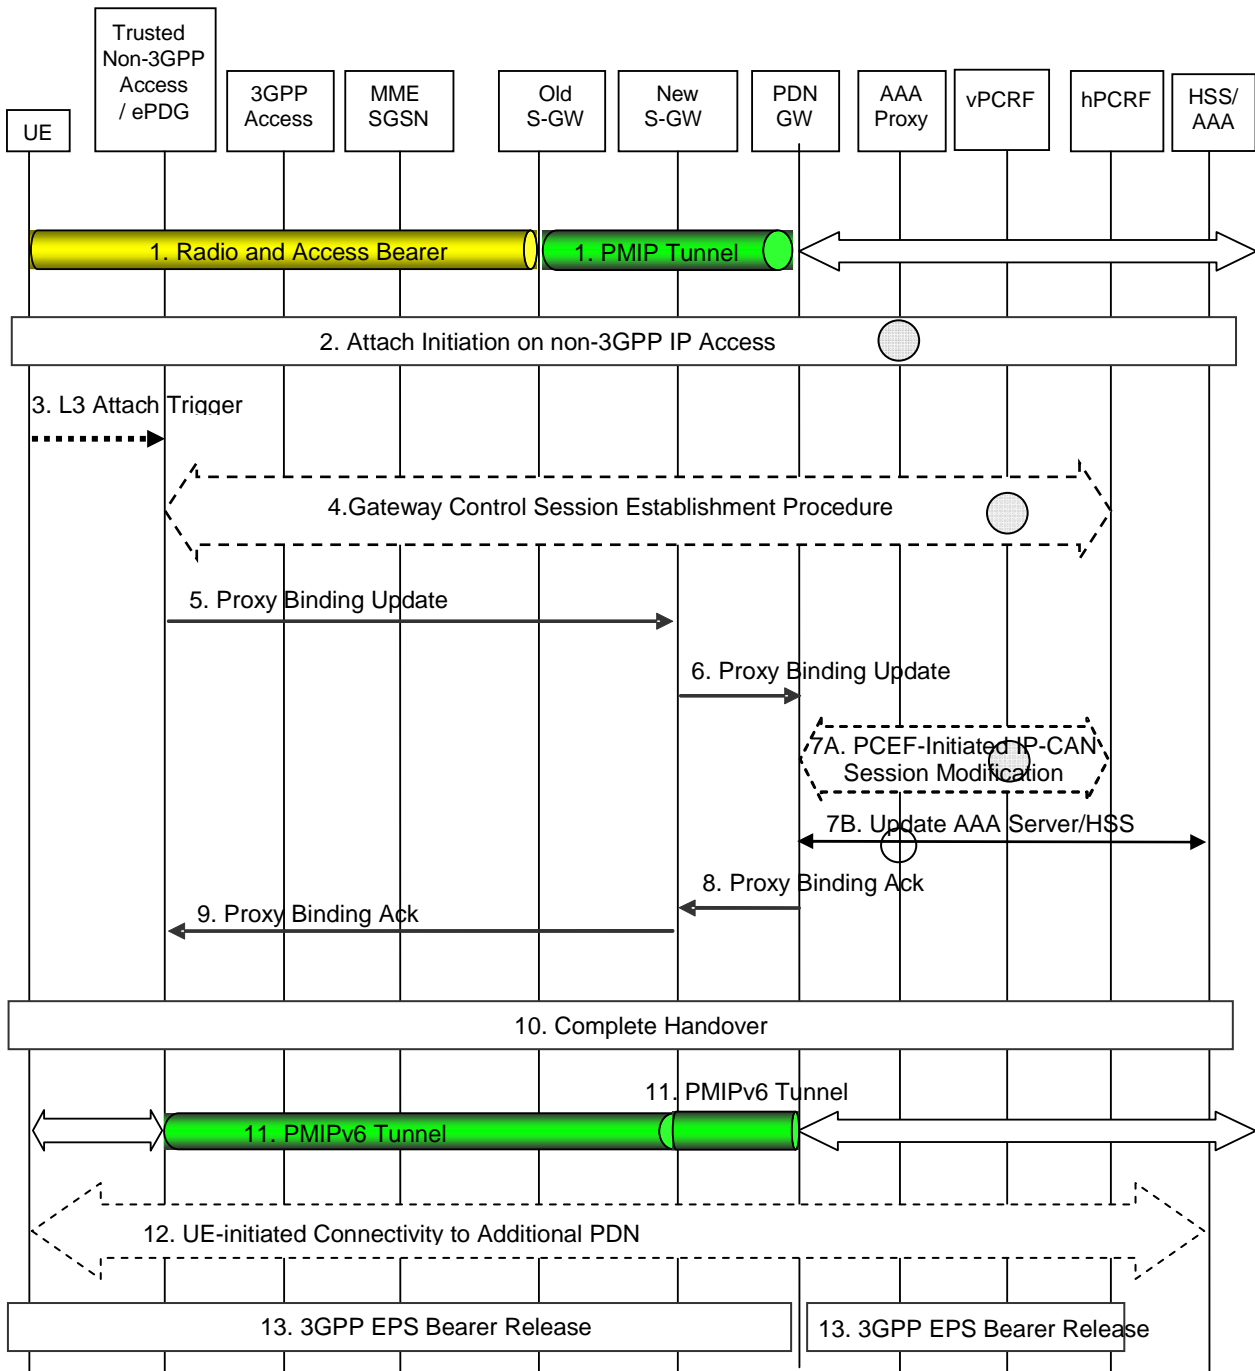 UE
Trusted
Non-3GPP
Access
/ ePDG
3GPP
Access
MME
SGSN
Old
S-GW
New
S-GW
PDN
GW
AAA
Proxy
vPCRF
hPCRF
HSS/
AAA
1. Radio and Access Bearer
1. PMIP Tunnel
2. Attach Initiation on non-3GPP IP Access
3. L3 Attach Trigger
4.Gateway Control Session Establishment Procedure
5. Proxy Binding Update
6. Proxy Binding Update
7A. PCEF-Initiated IP-CAN
Session Modification
7B. Update AAA Server/HSS
8. Proxy Binding Ack
9. Proxy Binding Ack
10. Complete Handover
11. PMIPv6 Tunnel
11. PMIPv6 Tunnel
12. UE-initiated Connectivity to Additional PDN
13. 3GPP EPS Bearer Release
13. 3GPP EPS Bearer Release